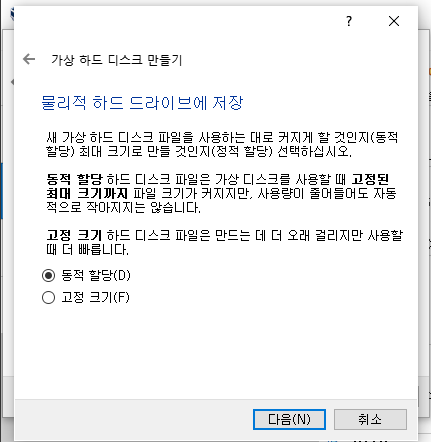 ?
가상 하드 디스크 만들기
물리적 하드 드라이브에 저장
새 가상 하드 디스크 파일을 사용하는 대로 커지게 할 것인지(동적
할당) 최대 크기로 만들 것인지(정적 할당) 선택하십시오.
동적 할당 하드 디스크 파일은 가상 디스크를 사용할 때 고정된
최대 크기까지 파일 크기가 커지지만, 사용량이 줄어들어도 자동
적으로 작아지지는 않습니다.
고정 크기 하드 디스크 파일은 만드는 데 더 오래 걸리지만 사용할
때 더 빠릅니다.
동적 할당(D)
고정 크기(F)
다음(N)
취소